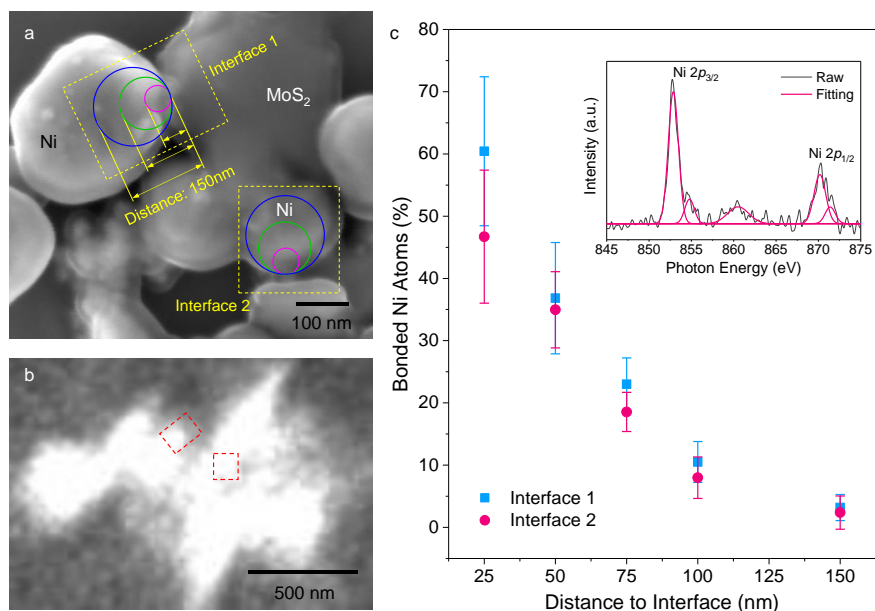 a
Interface 1
MoS2
Ni
Distance: 150nm
Ni
Interface 2
100 nm
b
500 nm
c
Bonded Ni Atoms (%)
80
70
60
50
40
30
20
10
0
25
50
75
100
125
150
Distance to Interface (nm)
Interface 1
Interface 2
Ni 2p3/2
Raw
Fitting
Ni 2p1/2
Intensity (a.u.)
845
850
855
860
865
870
875
Photon Energy (eV)